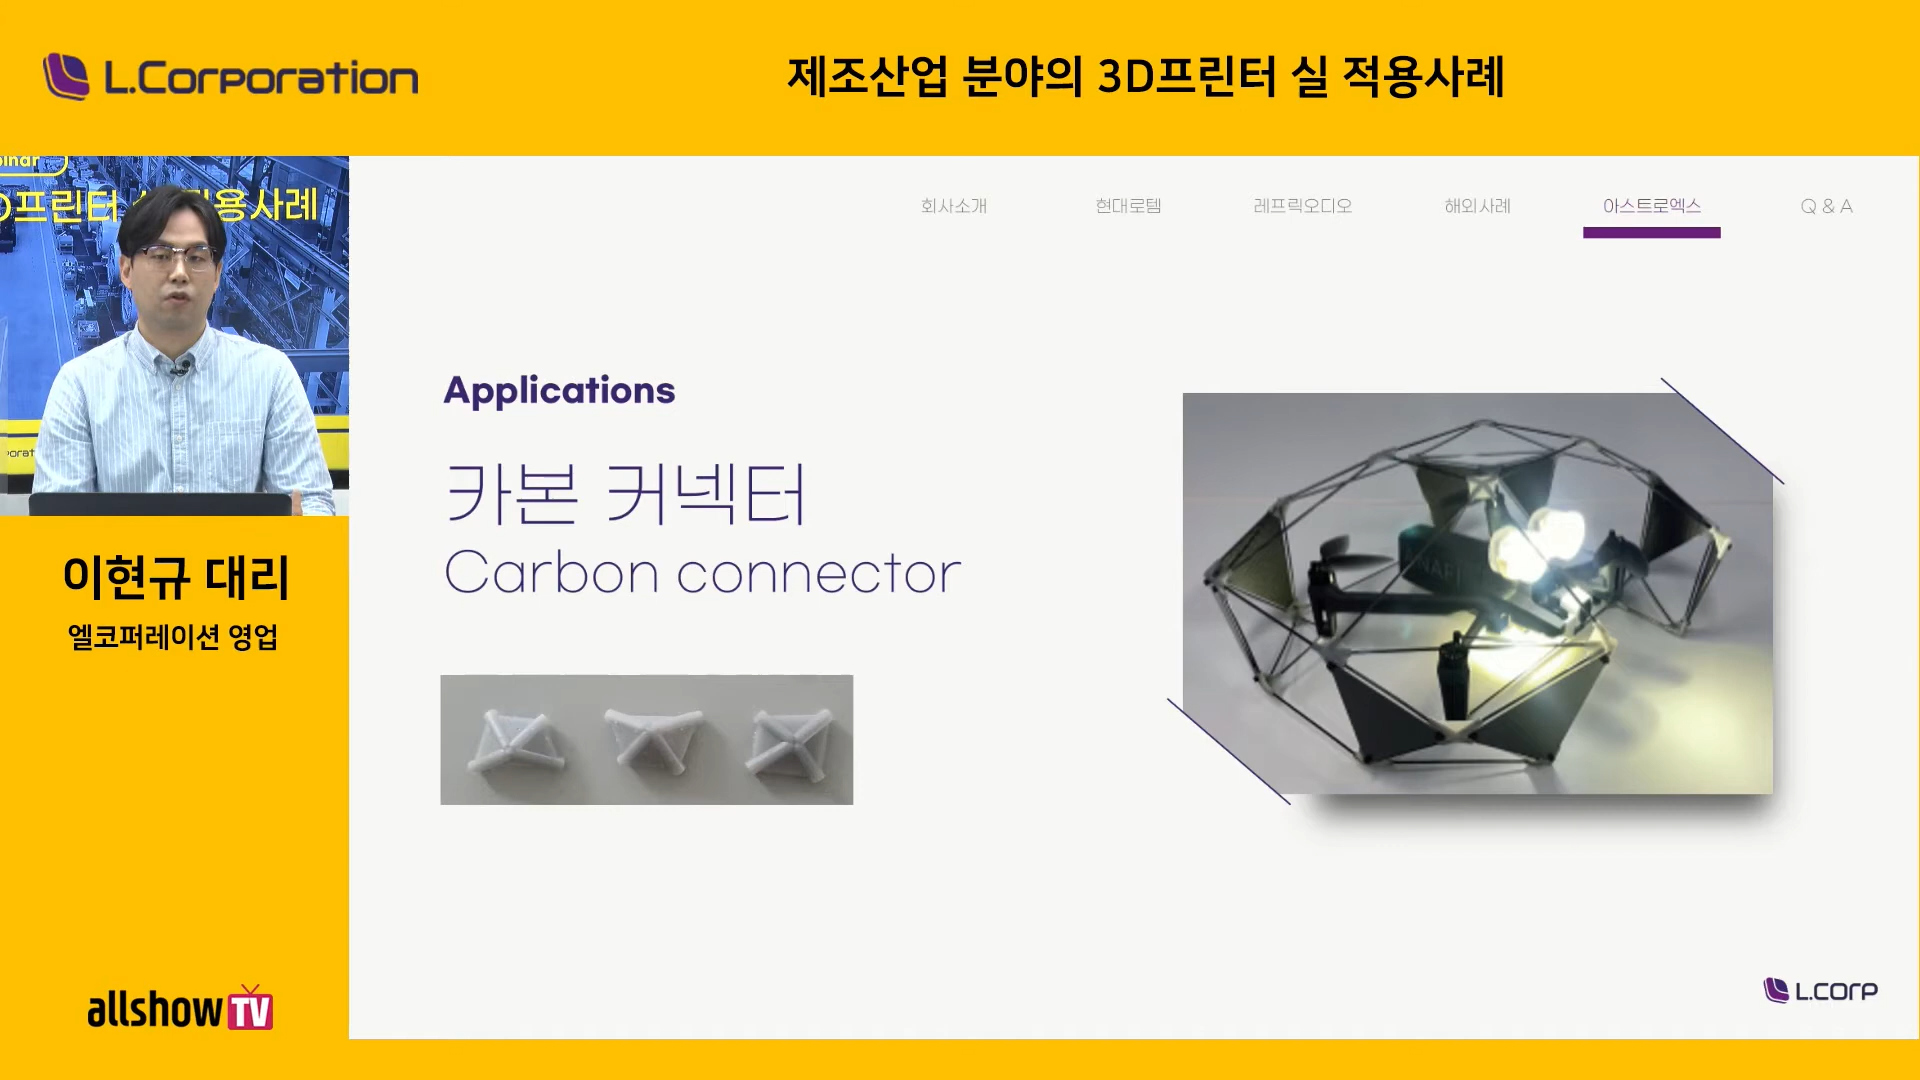 L.Corporation
제조산업 분야의 3D프린터 실 적용사례
회사소개 현대로템 레프릭오디오 해외사례 아스트로엑스 Q & A
Applications
카본 커넥터
Carbon connector
이현규 대리
엘코퍼레이션 영업
allshow TV
L.CORP